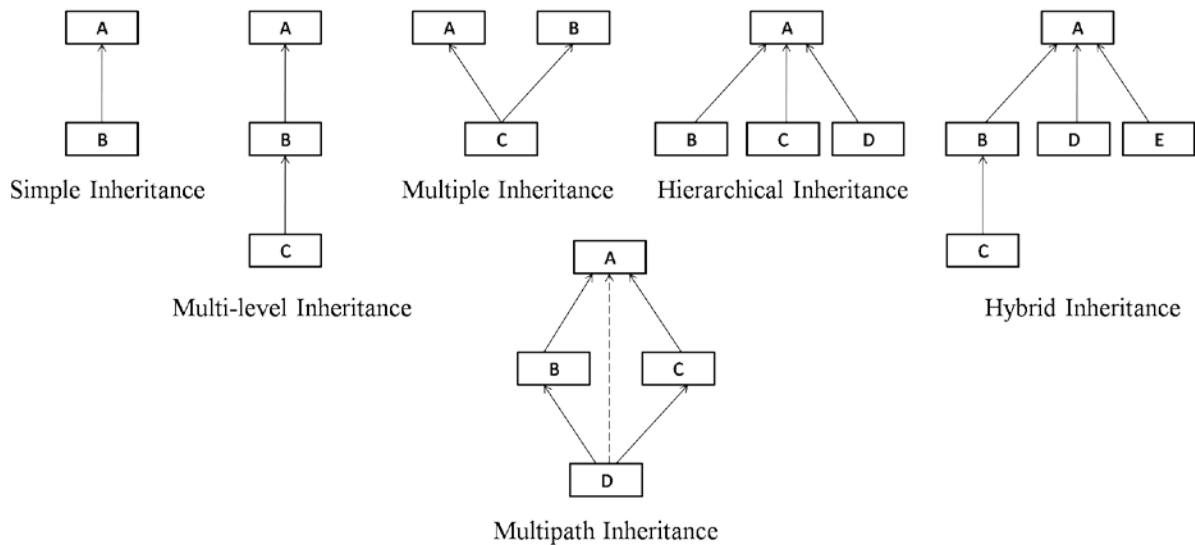 A A A B A A
B B C B C D B D E
Simple Inheritance Multiple Inheritance Hierarchical Inheritance
C C
A
Multi-level Inheritance Hybrid Inheritance
B C
D
Multipath Inheritance